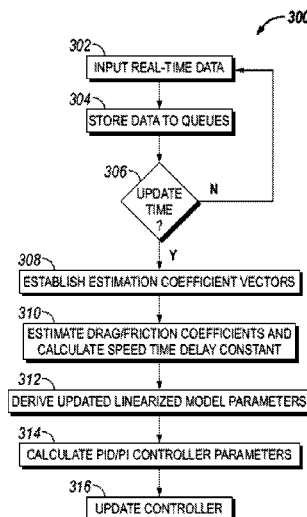 300
302
INPUT REAL-TIME DATA
304
STORE DATA TO QUEUES
306
UPDATE
TIME
?
N
Y
308
ESTABLISH ESTIMATION COEFFICIENT VECTORS
310
ESTIMATE DRAG/FRICTION COEFFICIENTS AND
CALCULATE SPEED TIME DELAY CONSTANT
312
DERIVE UPDATED LINEARIZED MODEL PARAMETERS
314
CALCULATE PID/PI CONTROLLER PARAMETERS
316
UPDATE CONTROLLER